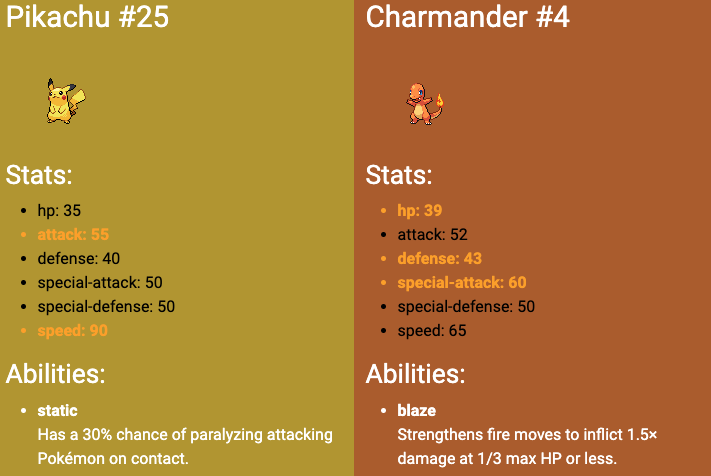 Pikachu #25
Stats:
hp: 35
attack: 55
defense: 40
special-attack: 50
special-defense: 50
speed: 90
Abilities:
static
Has a 30% chance of paralyzing attacking
Pokémon on contact.
Charmander #4
Stats:
hp: 39
attack: 52
defense: 43
special-attack: 60
special-defense: 50
speed: 65
Abilities:
blaze
Strengthens fire moves to inflict 1.5×
damage at 1/3 max HP or less.